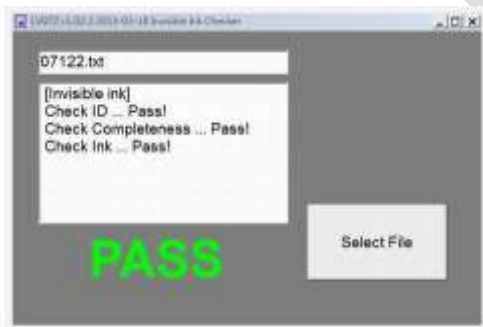 07122.txt
[Invisible ink]
Check ID ... Pass!
Check Completeness ... Pass!
Check Ink ... Pass!
PASS
Select File